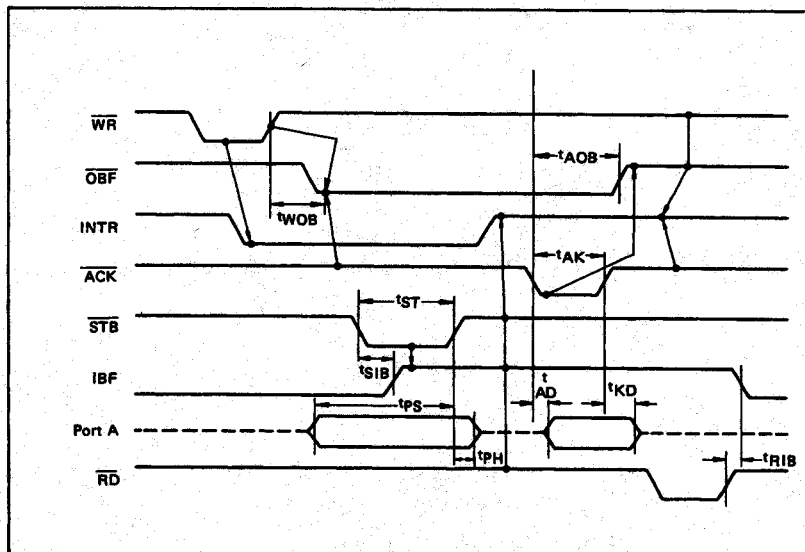 WR
tAOB
OBF
tWOB
INTR
tAK
ACK
tST
STB
tSIB
IBF
tAD
tKD
tPS
Port A
tPH
tRIB
RD